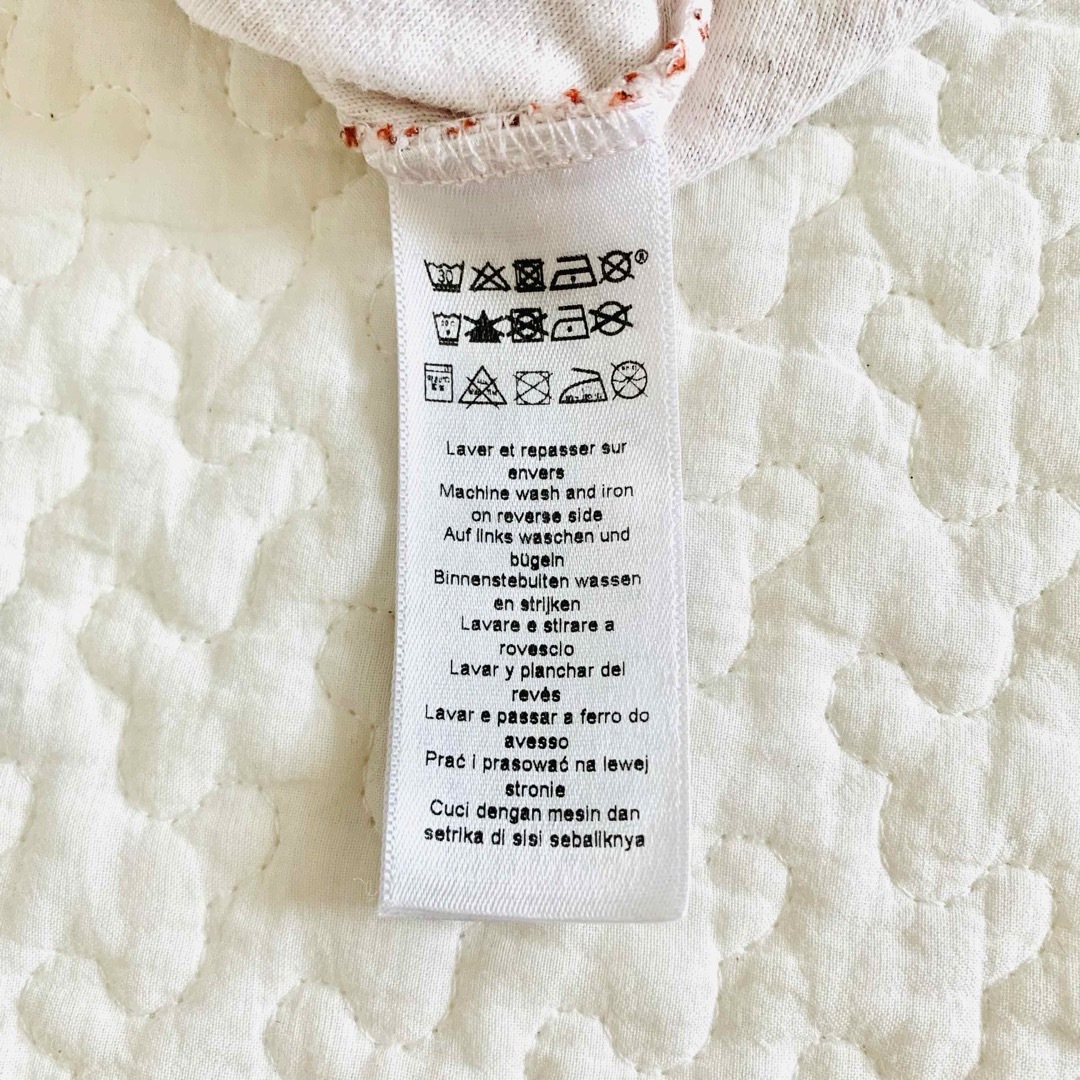 30
®
Laver et repasser sur
envers
Machine wash and iron
on reverse side
Auf links waschen und
bügeln
Binnenstebuiten wassen
en strijken
Lavare e stirare a
rovescio
Lavar y planchar del
revés
Lavar e passar a ferro do
avesso
Prać i prasować na lewej
stronie
Cuci dengan mesin dan
setrika di sisi sebaliknya